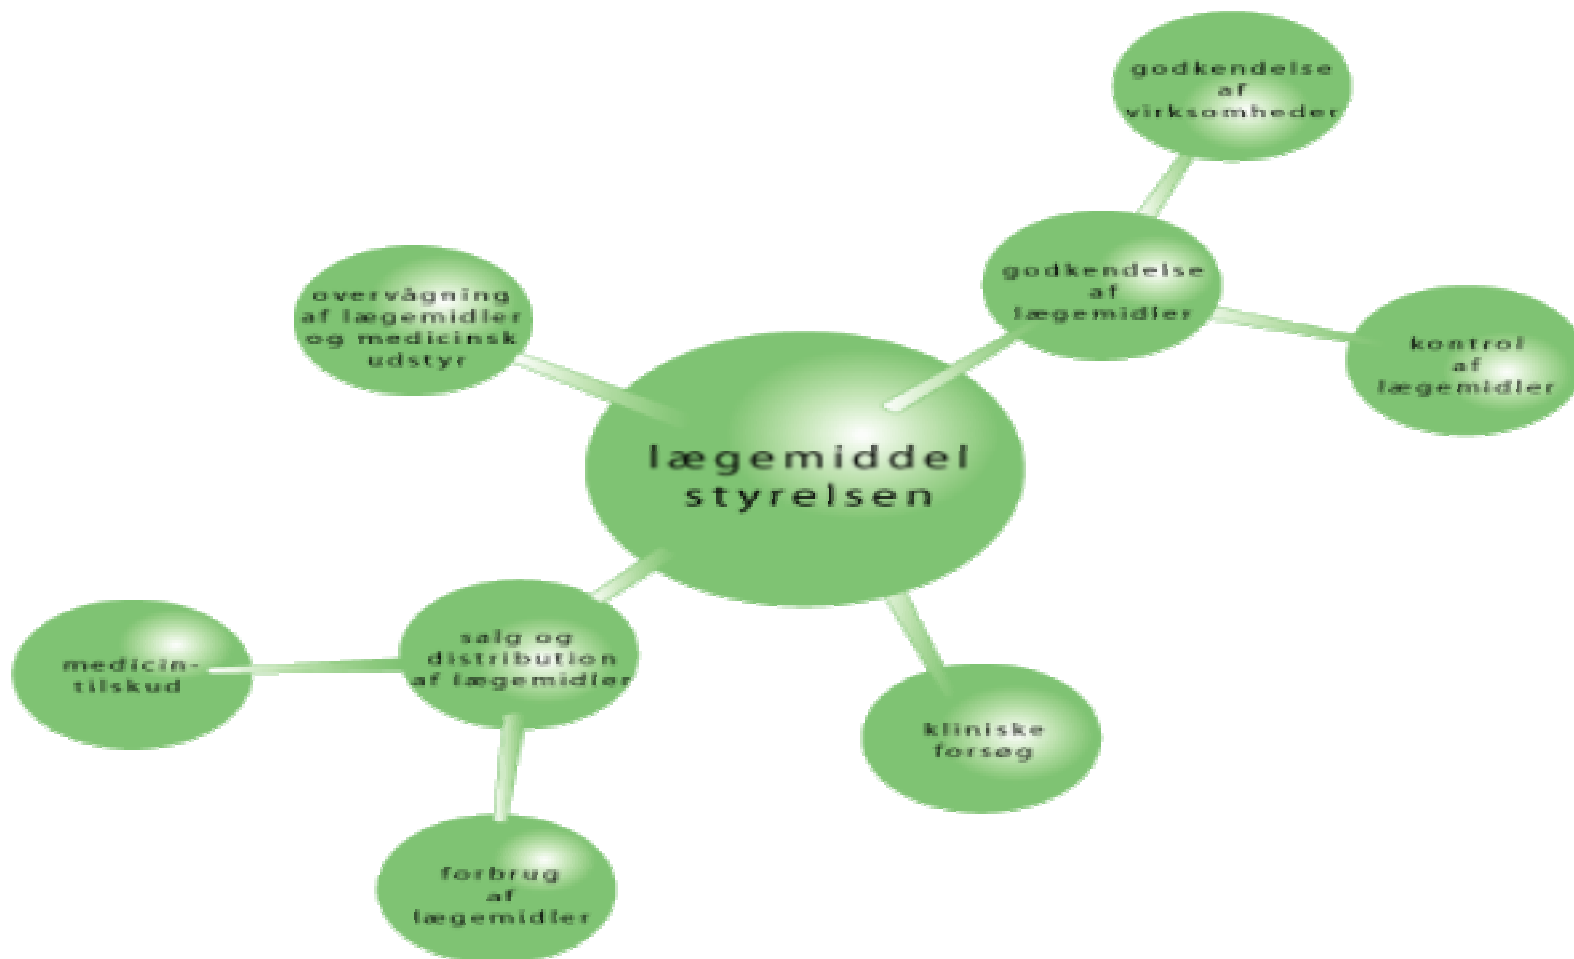 godkendelse
af
virksomheder
godkendelse
af
lægemidler
overvågning
af lægemidler
og medicinsk
udstyr
kontrol
af
lægemidler
lægemiddel
styrelsen
salg og
distribution
af lægemidler
medicin-
tilskud
kliniske
forsøg
forbrug
af
lægemidler